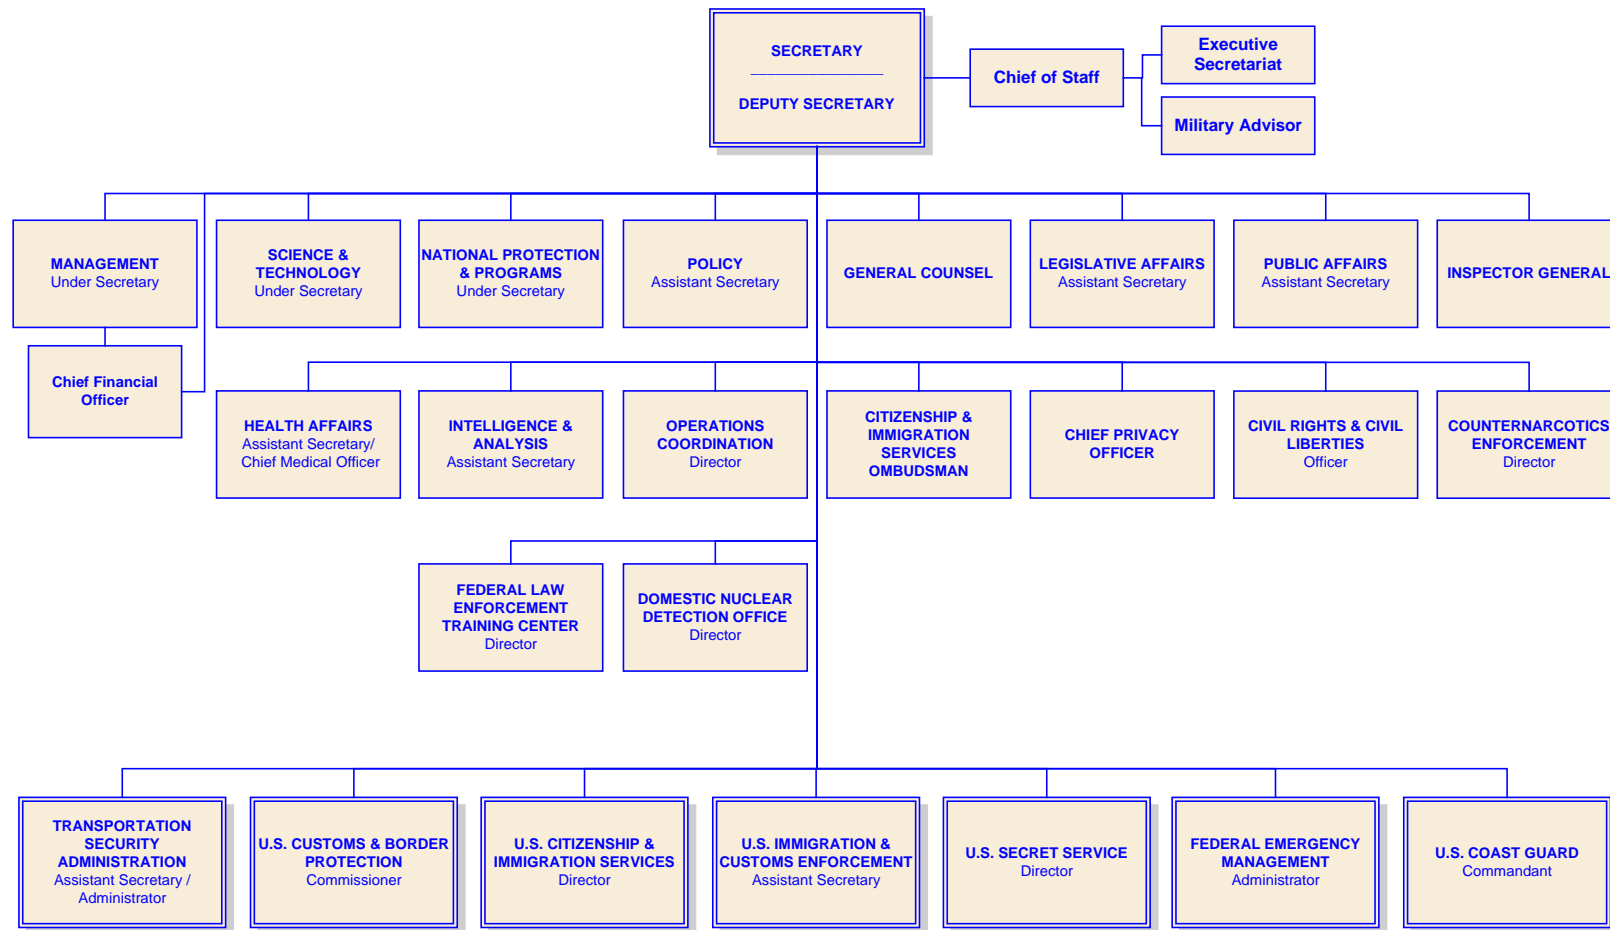 SECRETARY
________________
DEPUTY SECRETARY
Chief of Staff
Executive
Secretariat
Military Advisor
MANAGEMENT
Under Secretary
SCIENCE &
TECHNOLOGY
Under Secretary
NATIONAL PROTECTION
& PROGRAMS
Under Secretary
POLICY
Assistant Secretary
GENERAL COUNSEL
LEGISLATIVE AFFAIRS
Assistant Secretary
PUBLIC AFFAIRS
Assistant Secretary
INSPECTOR GENERAL
Chief Financial
Officer
HEALTH AFFAIRS
Assistant Secretary/
Chief Medical Officer
INTELLIGENCE &
ANALYSIS
Assistant Secretary
OPERATIONS
COORDINATION
Director
CITIZENSHIP &
IMMIGRATION
SERVICES
OMBUDSMAN
CHIEF PRIVACY
OFFICER
CIVIL RIGHTS & CIVIL
LIBERTIES
Officer
COUNTERNARCOTICS
ENFORCEMENT
Director
FEDERAL LAW
ENFORCEMENT
TRAINING CENTER
Director
DOMESTIC NUCLEAR
DETECTION OFFICE
Director
TRANSPORTATION
SECURITY
ADMINISTRATION
Assistant Secretary /
Administrator
U.S. CUSTOMS & BORDER
PROTECTION
Commissioner
U.S. CITIZENSHIP &
IMMIGRATION SERVICES
Director
U.S. IMMIGRATION &
CUSTOMS ENFORCEMENT
Assistant Secretary
U.S. SECRET SERVICE
Director
FEDERAL EMERGENCY
MANAGEMENT
Administrator
U.S. COAST GUARD
Commandant